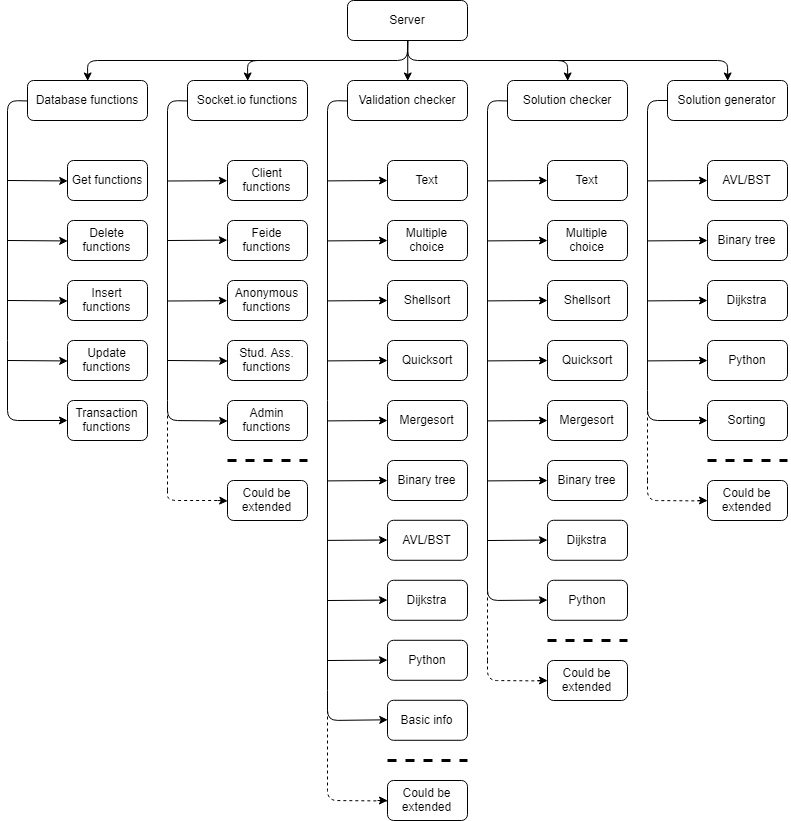 Server
Database functions
Get functions
Delete
functions
Insert
functions
Update
functions
Transaction
functions
Socket.io functions
Client
functions
Feide
functions
Anonymous
functions
Stud. Ass.
functions
Admin
functions
Could be
extended
Validation checker
Text
Multiple
choice
Shellsort
Quicksort
Mergesort
Binary tree
AVL/BST
Dijkstra
Python
Basic info
Could be
extended
Solution checker
Text
Multiple
choice
Shellsort
Quicksort
Mergesort
Binary tree
Dijkstra
Python
Could be
extended
Solution generator
AVL/BST
Binary tree
Dijkstra
Python
Sorting
Could be
extended